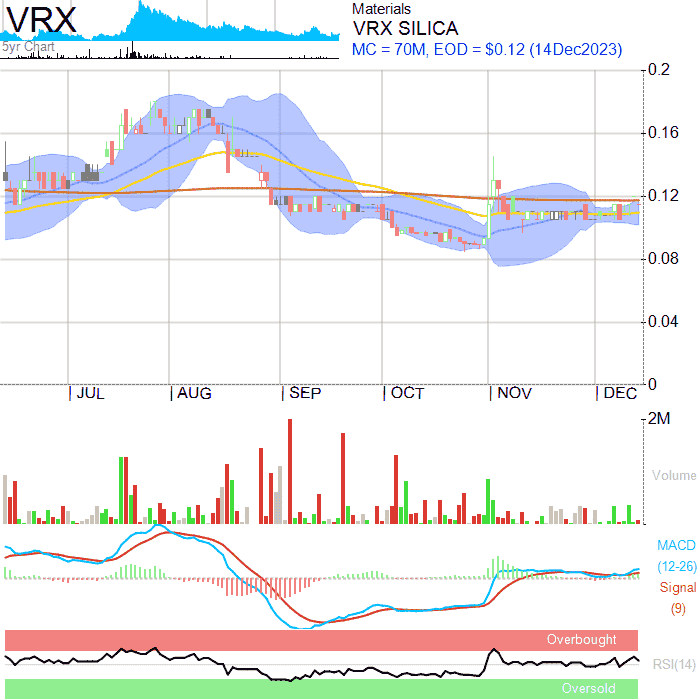 VRX
5yr Chart
Materials
VRX SILICA
MC = 70M, EOD = $0.12 (14Dec2023)
0.2
0.16
0.12
0.08
0.04
0
JUL AUG SEP OCT NOV DEC
2M
Volume
MACD
(12-26)
Signal
(9)
Overbought
RSI(14)
Oversold